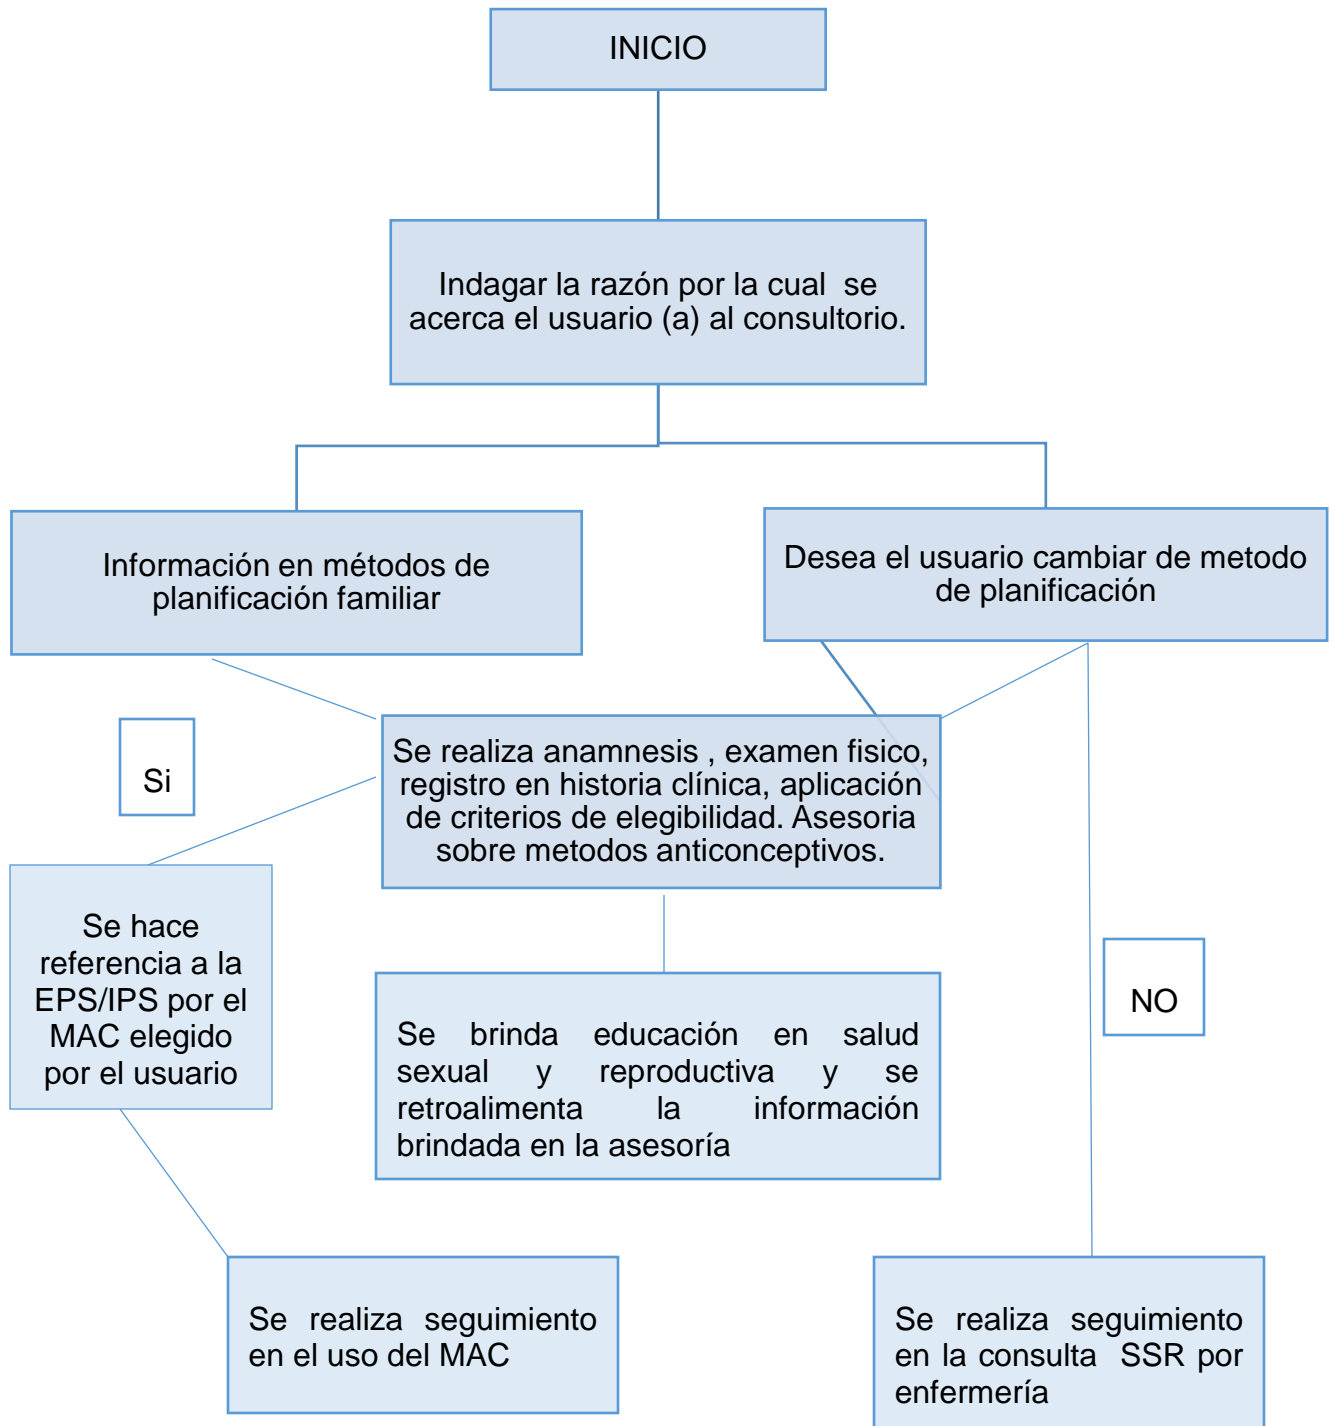 INICIO
Indagar la razón por la cual se
acerca el usuario (a) al consultorio.
Información en métodos de
planificación familiar
Desea el usuario cambiar de metodo
de planificación
Si
Se realiza anamnesis , examen fisico,
registro en historia clínica, aplicación
de criterios de elegibilidad. Asesoria
sobre metodos anticonceptivos.
Se hace
referencia a la
EPS/IPS por el
MAC elegido
por el usuario
NO
Se brinda educación en salud
sexual y reproductiva y se
retroalimenta la información
brindada en la asesoría
Se realiza seguimiento
en el uso del MAC
Se realiza seguimiento
en la consulta SSR por
enfermería